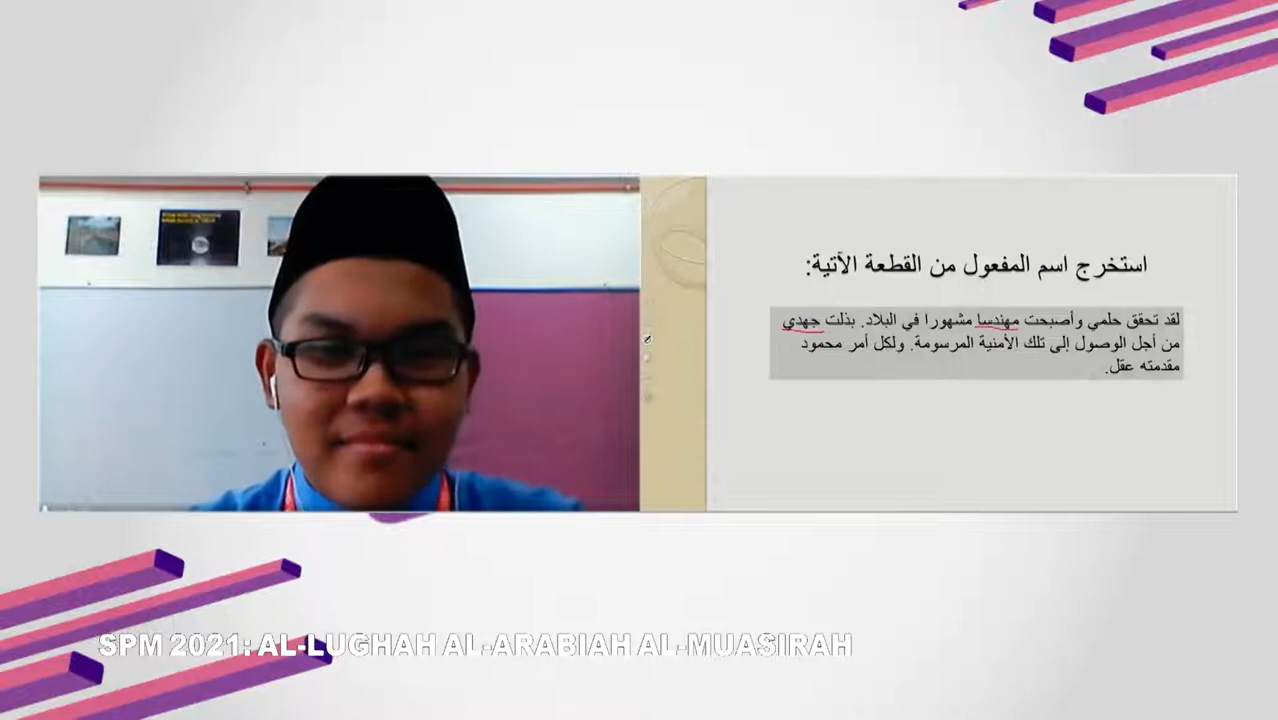 استخرج اسم المفعول من القطعة الآتية:
لقد تحقق حلمي وأصبحت مهندسا مشهورا في البلاد. بذلت جهدي
من أجل الوصول إلى تلك الأمنية المرسومة. ولكل أمر محمود
مقدمته عقل.
SPM 2021: AL-LUGHAH AL-ARABIAH AL-MUASIRAH